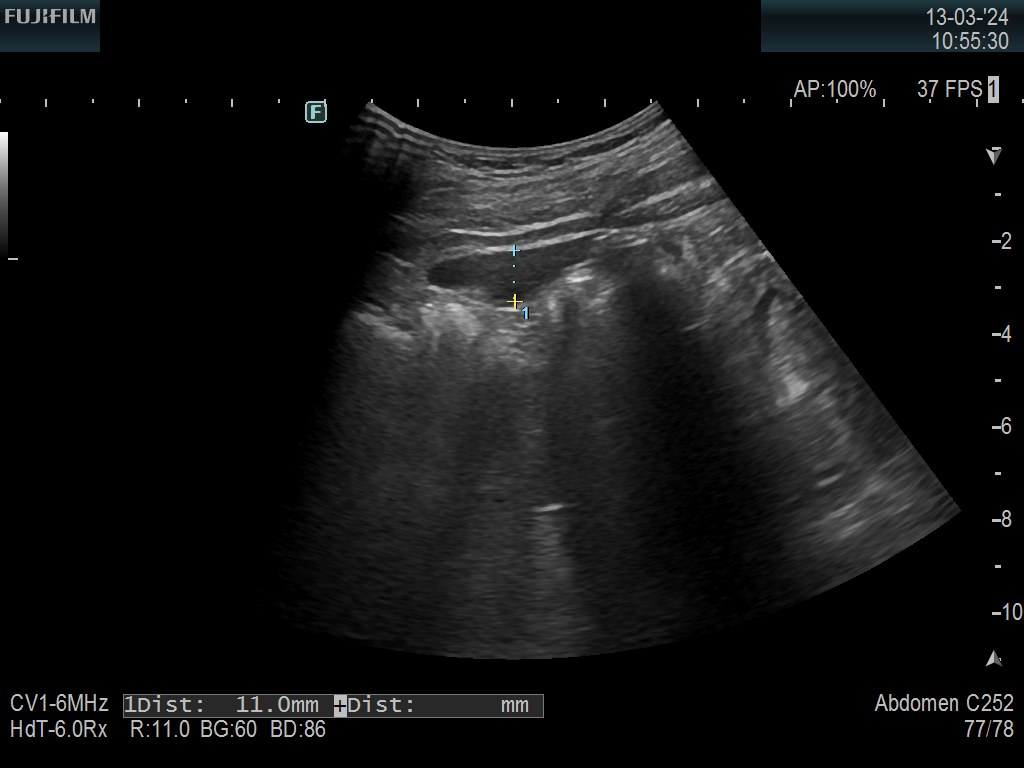 FUJIFILM
13-03-'24
10:55:30
AP:100% 37 FPS 1
F
-2
1
-4
-6
-8
-10
CV1-6MHz 1Dist: 11.0mm +Dist: mm Abdomen C252
HdT-6.0Rx R:11.0 BG:60 BD:86 77/78